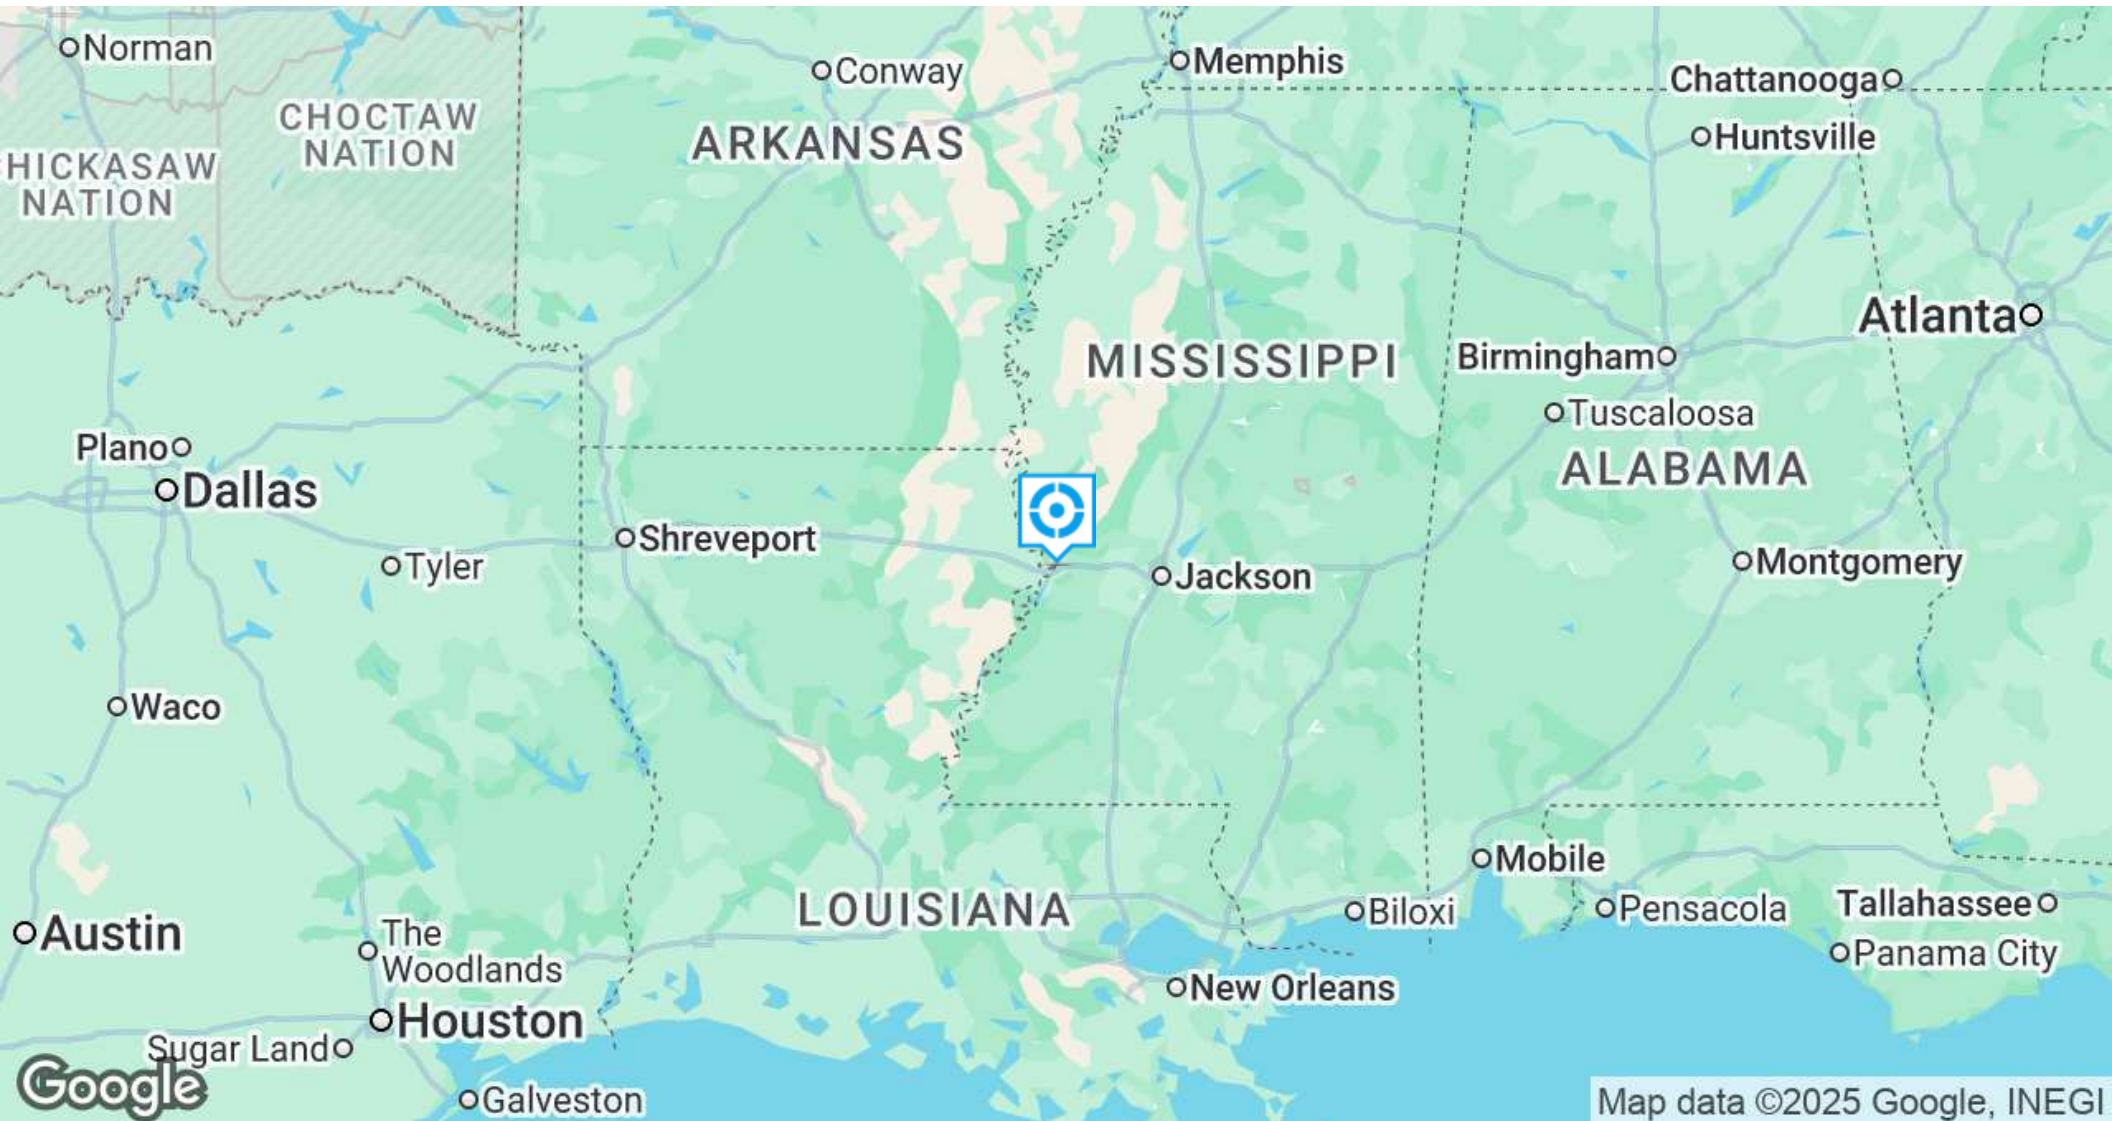 Norman
Conway
Memphis
Chattanooga
CHOCTAW
NATION
ARKANSAS
Huntsville
HICKASAW
NATION
Atlanta
MISSISSIPPI
Birmingham
Tuscaloosa
Plano
ALABAMA
Dallas
Shreveport
Tyler
Jackson
Montgomery
Waco
Mobile
LOUISIANA
Biloxi
Pensacola
Tallahassee
Austin
The
Woodlands
Panama City
New Orleans
Houston
Sugar Land
Google
Galveston
Map data ©2025 Google, INEGI